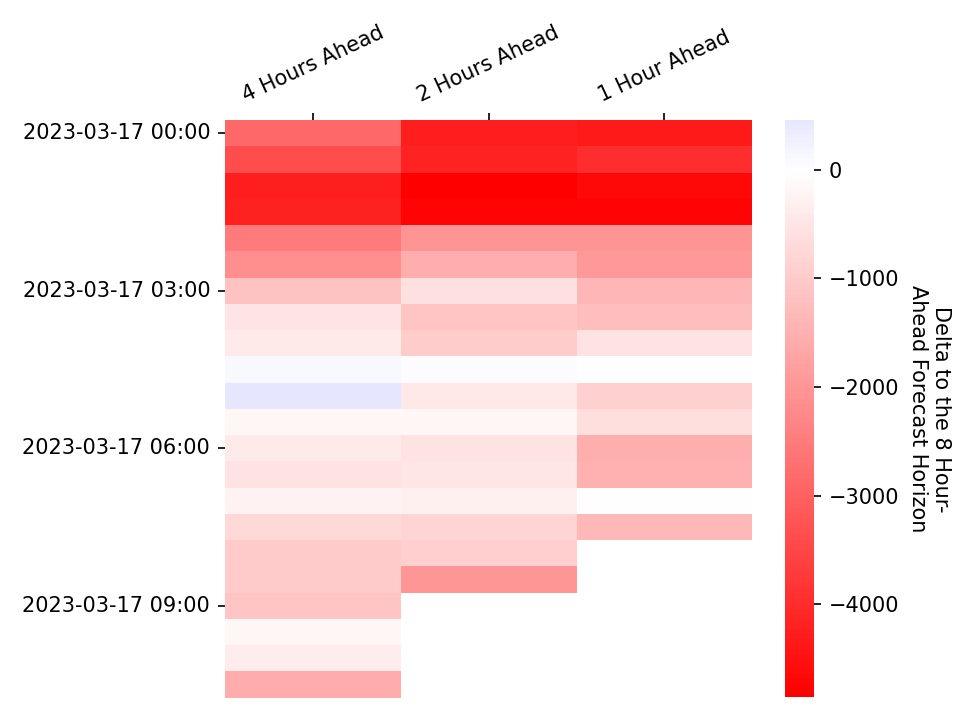 4 Hours Ahead
2 Hours Ahead
1 Hour Ahead
2023-03-17 00:00
2023-03-17 03:00
2023-03-17 06:00
2023-03-17 09:00
0
−1000
−2000
−3000
−4000
Delta to the 8 Hour-
Ahead Forecast Horizon